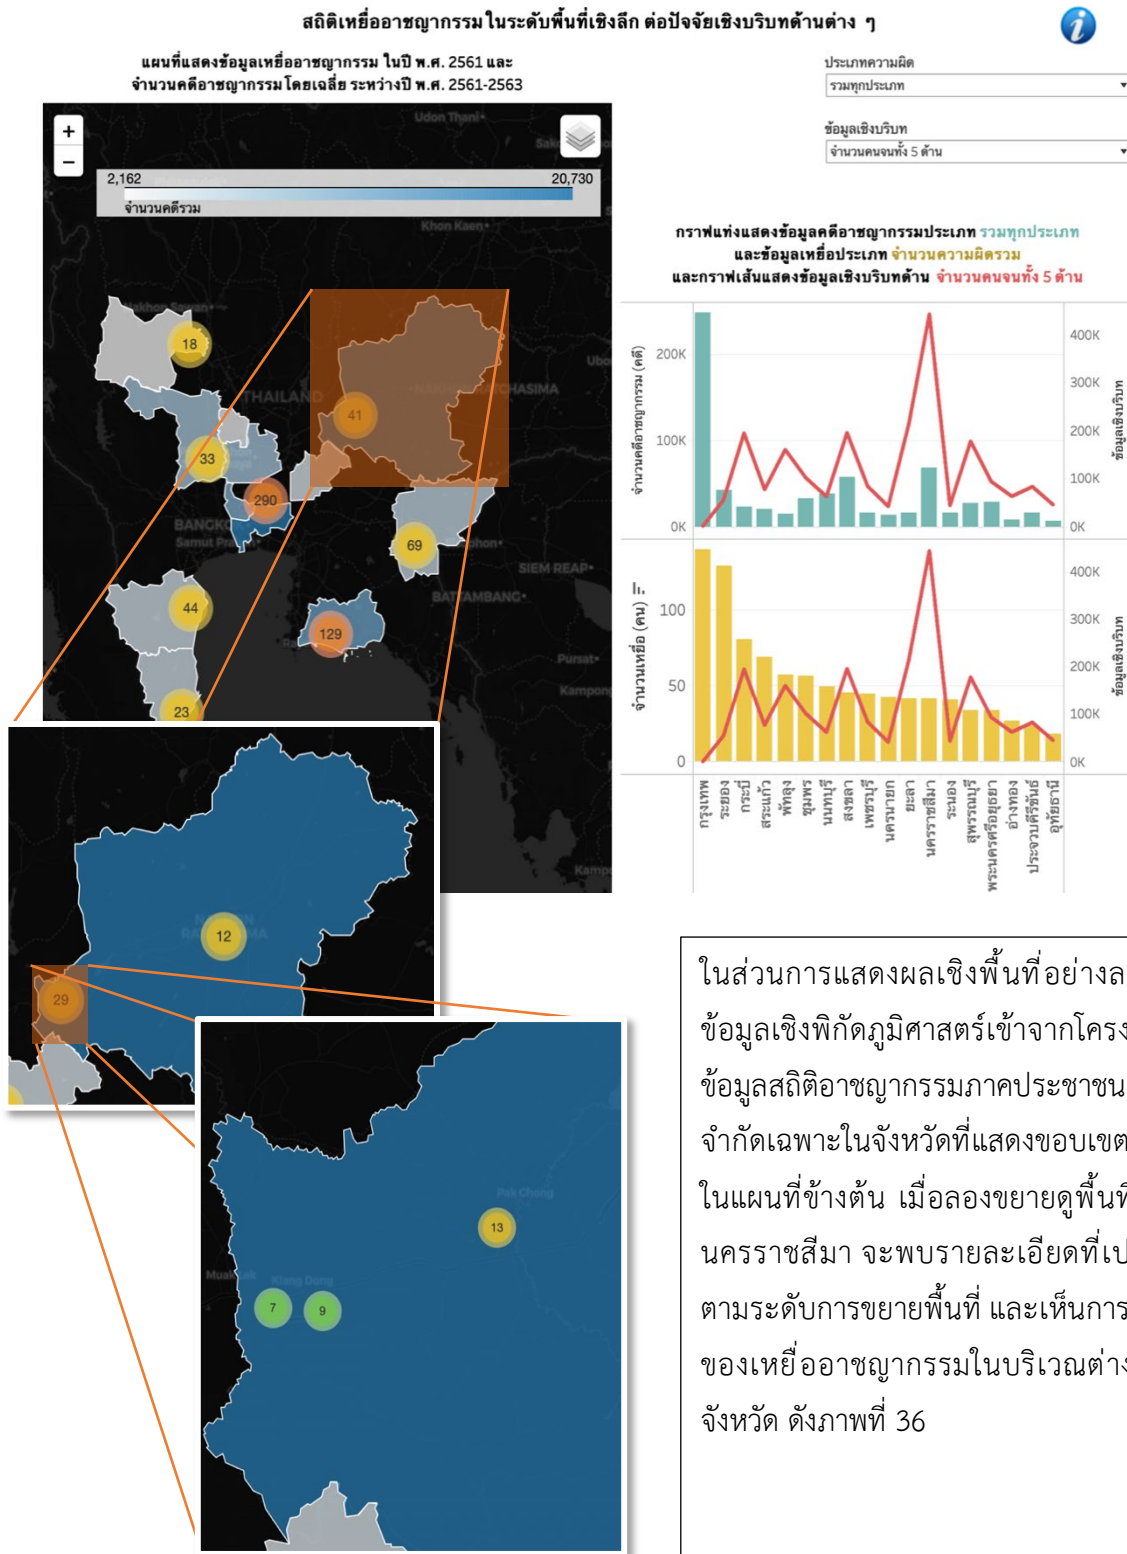 สถิติเหยื่ออาชญากรรมในระดับพื้นที่เชิงลึก ต่อปัจจัยเชิงบริบทด้านต่าง ๆ
แผนที่แสดงข้อมูลเหยื่ออาชญากรรม ในปี พ.ศ. 2561 และ
จำนวนคดีอาชญากรรมโดยเฉลี่ย ระหว่างปี พ.ศ. 2561-2563
ประเภทความผิด
รวมทุกประเภท
ข้อมูลเชิงบริบท
จำนวนคนจนทั้ง 5 ด้าน
+
−
Udon Thani
2,162 20,730
จำนวนคดีรวม
Khon Kaen
Nakhon Sawan
18
THAILAND
41
33
290
BANGKO
Samut Pra
69
SIEM REAP
BATTAMBANG
44
129
Pursat
23
Kampon
กราฟแท่งแสดงข้อมูลคดีอาชญากรรมประเภท รวมทุกประเภท
และข้อมูลเหยื่อประเภท จำนวนความผิดรวม
และกราฟเส้นแสดงข้อมูลเชิงบริบทด้าน จำนวนคนจนทั้ง 5 ด้าน
จำนวนคดีอาชญากรรม (คดี)
200K
100K
0K
400K
300K
200K
100K
0K
ข้อมูลเชิงบริบท
จำนวนเหยื่อ (คน)
100
50
0
400K
300K
200K
100K
0K
ข้อมูลเชิงบริบท
กรุงเทพ
ระยอง
กระบี่
สระแก้ว
พัทลุง
ชุมพร
นนทบุรี
สงขลา
เพชรบุรี
นครนายก
ยะลา
นครราชสีมา
ระนอง
สุพรรณบุรี
พระนครศรีอยุธยา
อ่างทอง
ประจวบคีรีขันธ์
อุทัยธานี
12
29
Pak Chong
13
Muak Lek
Klang Dong
7
9
ในส่วนการแสดงผลเชิงพื้นที่อย่างล
ข้อมูลเชิงพิกัดภูมิศาสตร์เข้าจากโครง
ข้อมูลสถิติอาชญากรรมภาคประชาชน
จำกัดเฉพาะในจังหวัดที่แสดงขอบเขต
ในแผนที่ข้างต้น เมื่อลองขยายดูพื้นที่
นครราชสีมา จะพบรายละเอียดที่เป
ตามระดับการขยายพื้นที่ และเห็นการ
ของเหยื่ออาชญากรรมในบริเวณต่าง
จังหวัด ดังภาพที่ 36